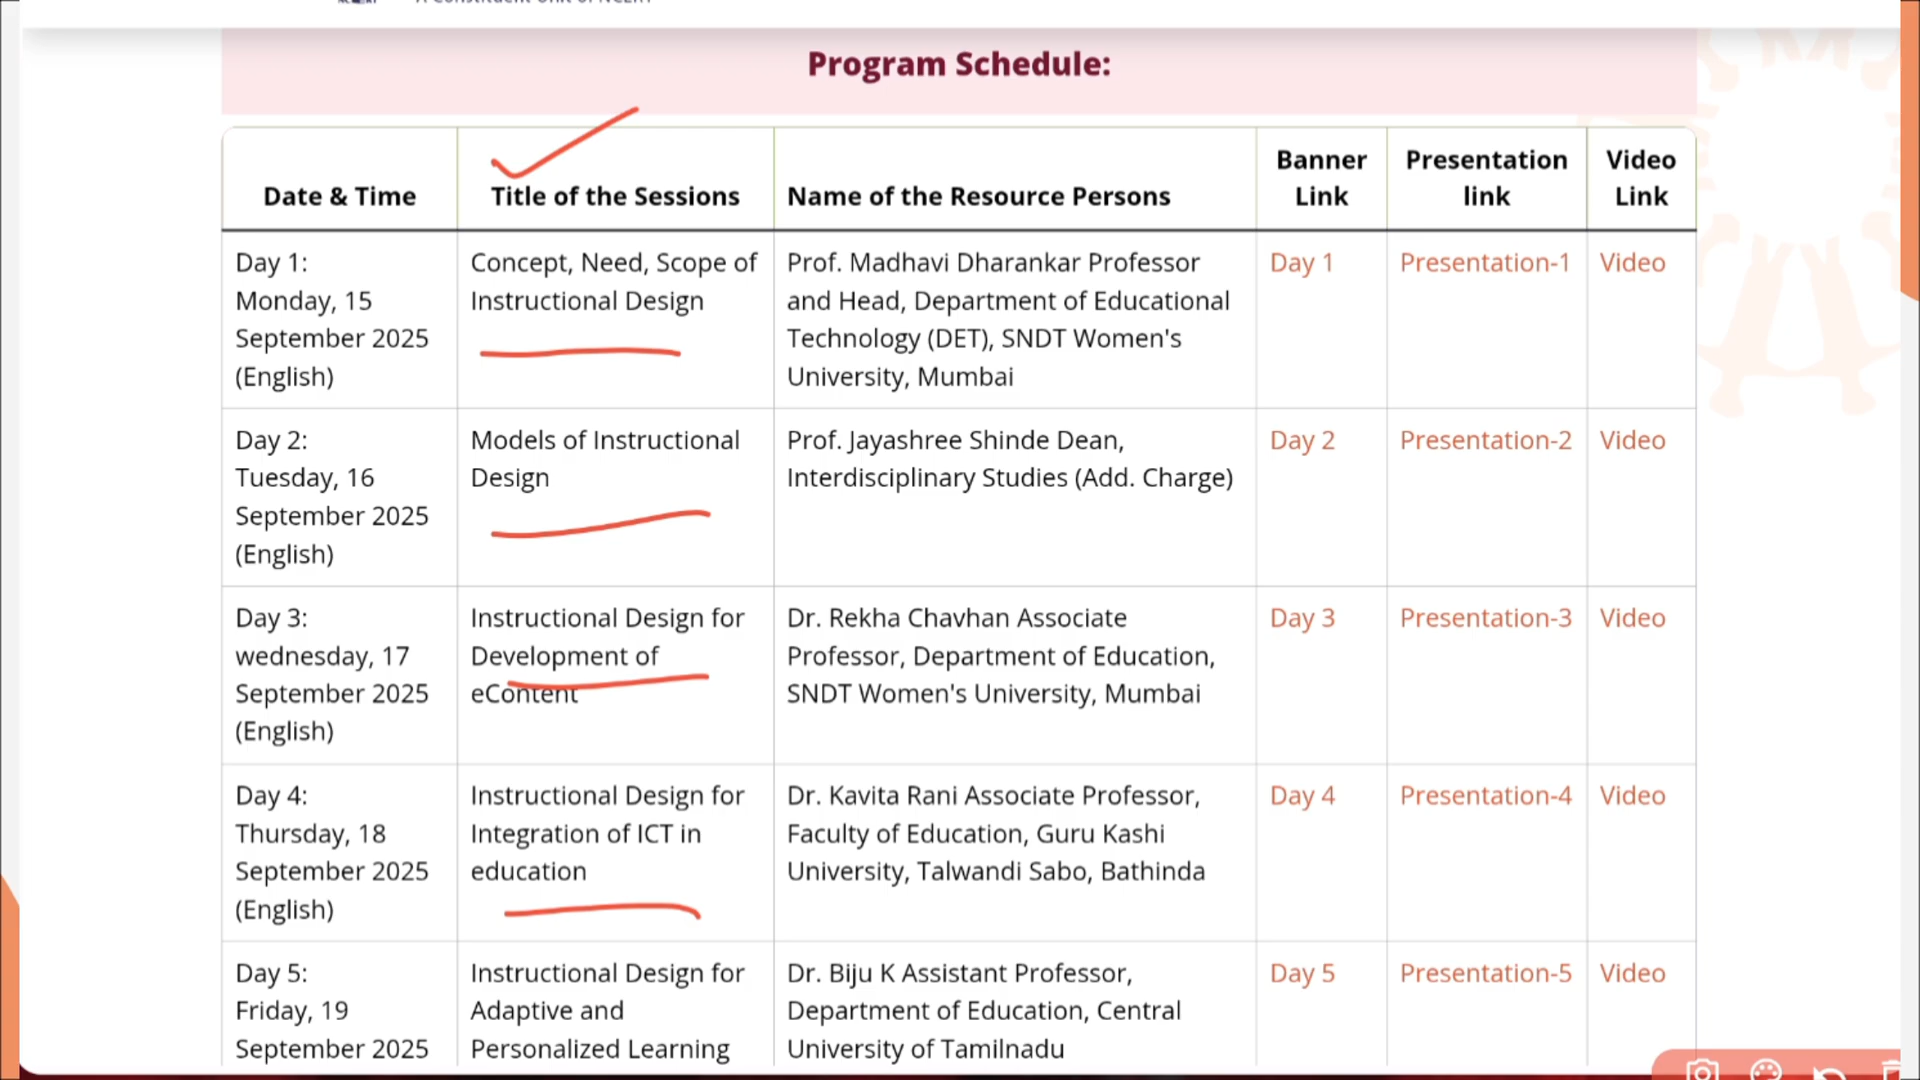 A Constituent Unit of NCERT
Program Schedule:
Date & Time
Title of the Sessions
Name of the Resource Persons
Banner
Link
Presentation
link
Video
Link
Day 1:
Monday, 15
September 2025
(English)
Concept, Need, Scope of
Instructional Design
Prof. Madhavi Dharankar Professor
and Head, Department of Educational
Technology (DET), SNDT Women's
University, Mumbai
Day 1
Presentation-1
Video
Day 2:
Tuesday, 16
September 2025
(English)
Models of Instructional
Design
Prof. Jayashree Shinde Dean,
Interdisciplinary Studies (Add. Charge)
Day 2
Presentation-2
Video
Day 3:
wednesday, 17
September 2025
(English)
Instructional Design for
Development of
eContent
Dr. Rekha Chavhan Associate
Professor, Department of Education,
SNDT Women's University, Mumbai
Day 3
Presentation-3
Video
Day 4:
Thursday, 18
September 2025
(English)
Instructional Design for
Integration of ICT in
education
Dr. Kavita Rani Associate Professor,
Faculty of Education, Guru Kashi
University, Talwandi Sabo, Bathinda
Day 4
Presentation-4
Video
Day 5:
Friday, 19
September 2025
Instructional Design for
Adaptive and
Personalized Learning
Dr. Biju K Assistant Professor,
Department of Education, Central
University of Tamilnadu
Day 5
Presentation-5
Video